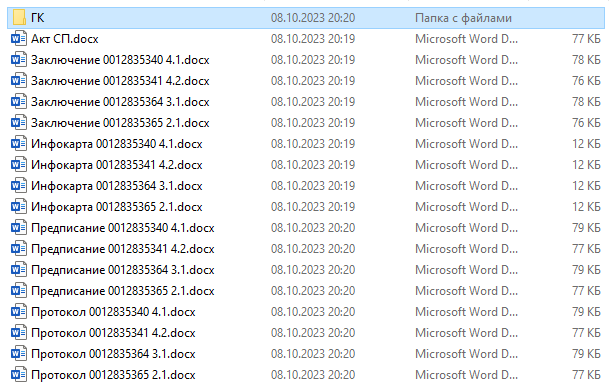 ГК 08.10.2023 20:20 Папка с файлами
Акт СП.docx 08.10.2023 20:19 Microsoft Word D... 77 КБ
Заключение 0012835340 4.1.docx 08.10.2023 20:19 Microsoft Word D... 78 КБ
Заключение 0012835341 4.2.docx 08.10.2023 20:19 Microsoft Word D... 76 КБ
Заключение 0012835364 3.1.docx 08.10.2023 20:19 Microsoft Word D... 78 КБ
Заключение 0012835365 2.1.docx 08.10.2023 20:19 Microsoft Word D... 76 КБ
Инфокарта 0012835340 4.1.docx 08.10.2023 20:19 Microsoft Word D... 12 КБ
Инфокарта 0012835341 4.2.docx 08.10.2023 20:19 Microsoft Word D... 12 КБ
Инфокарта 0012835364 3.1.docx 08.10.2023 20:19 Microsoft Word D... 12 КБ
Инфокарта 0012835365 2.1.docx 08.10.2023 20:19 Microsoft Word D... 12 КБ
Предписание 0012835340 4.1.docx 08.10.2023 20:20 Microsoft Word D... 79 КБ
Предписание 0012835341 4.2.docx 08.10.2023 20:20 Microsoft Word D... 77 КБ
Предписание 0012835364 3.1.docx 08.10.2023 20:20 Microsoft Word D... 79 КБ
Предписание 0012835365 2.1.docx 08.10.2023 20:20 Microsoft Word D... 77 КБ
Протокол 0012835340 4.1.docx 08.10.2023 20:20 Microsoft Word D... 79 КБ
Протокол 0012835341 4.2.docx 08.10.2023 20:20 Microsoft Word D... 77 КБ
Протокол 0012835364 3.1.docx 08.10.2023 20:20 Microsoft Word D... 79 КБ
Протокол 0012835365 2.1.docx 08.10.2023 20:20 Microsoft Word D... 77 КБ